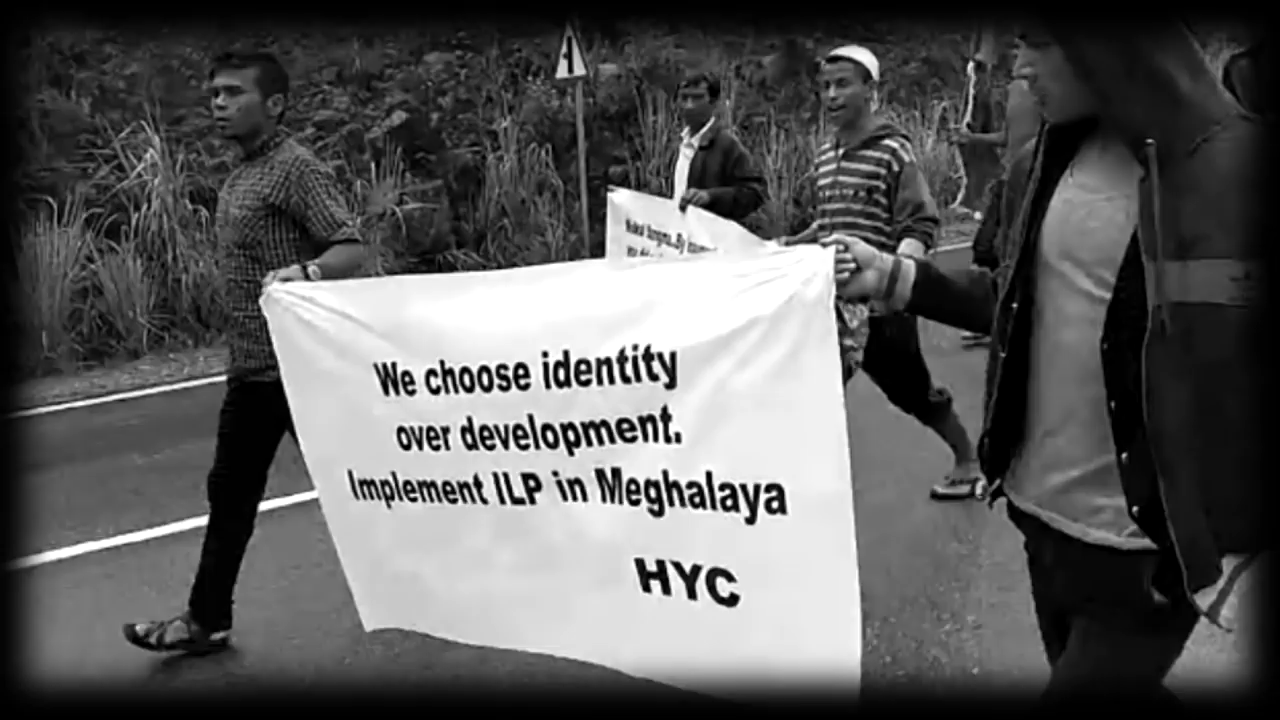 We choose identity
over development.
Implement ILP in Meghalaya
HYC